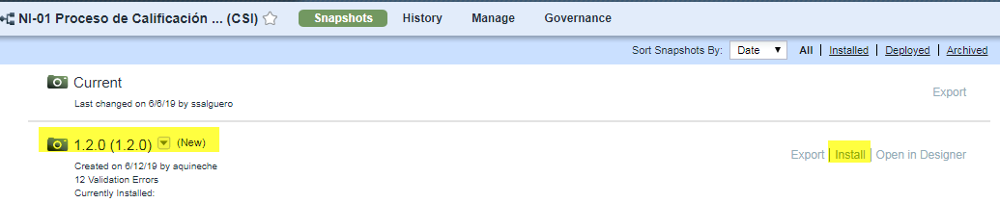 NI-01 Proceso de Calificación ... (CSI) Snapshots History Manage Governance
Sort Snapshots By: Date All Installed Deployed Archived
Current
Last changed on 6/6/19 by ssalguero
Export
1.2.0 (1.2.0) (New)
Export Install Open in Designer
Created on 6/12/19 by aquineche
12 Validation Errors
Currently Installed: